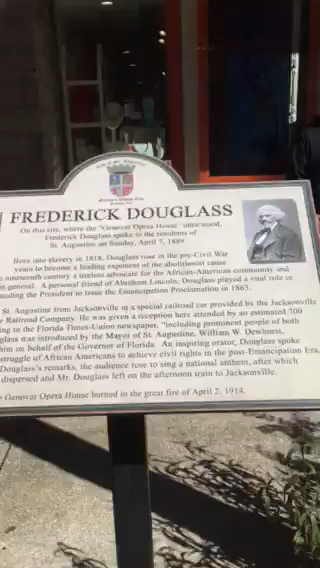 FREDERICK DOUGLASS
On this site, where the "Genovar Opera House" once stood,
Frederick Douglass spoke to the residents of
St. Augustine on Sunday, April 7, 1889
Born into slavery in 1818, Douglass rose in the pre-Civil War
years to become a leading exponent of the abolitionist cause
nineteenth century a tireless advocate for the African-American community and
in general. A personal friend of Abraham Lincoln, Douglass played a vital role in
uading the President to issue the Emancipation Proclamation in 1863.
St. Augustine from Jacksonville in a special railroad car provided by the Jacksonville
Railroad Company. He was given a reception here attended by an estimated 700
ing to the Florida Times-Union newspaper, "including prominent people of both
glass was introduced by the Mayor of St. Augustine, William W. Dewhurst,
him on behalf of the Governor of Florida. An inspiring orator, Douglass spoke
struggle of African Americans to achieve civil rights in the post-Emancipation Era.
Douglass's remarks, the audience rose to sing a national anthem, after which
dispersed and Mr. Douglass left on the afternoon train to Jacksonville.
Genovar Opera House burned in the great fire of April 2, 1914.